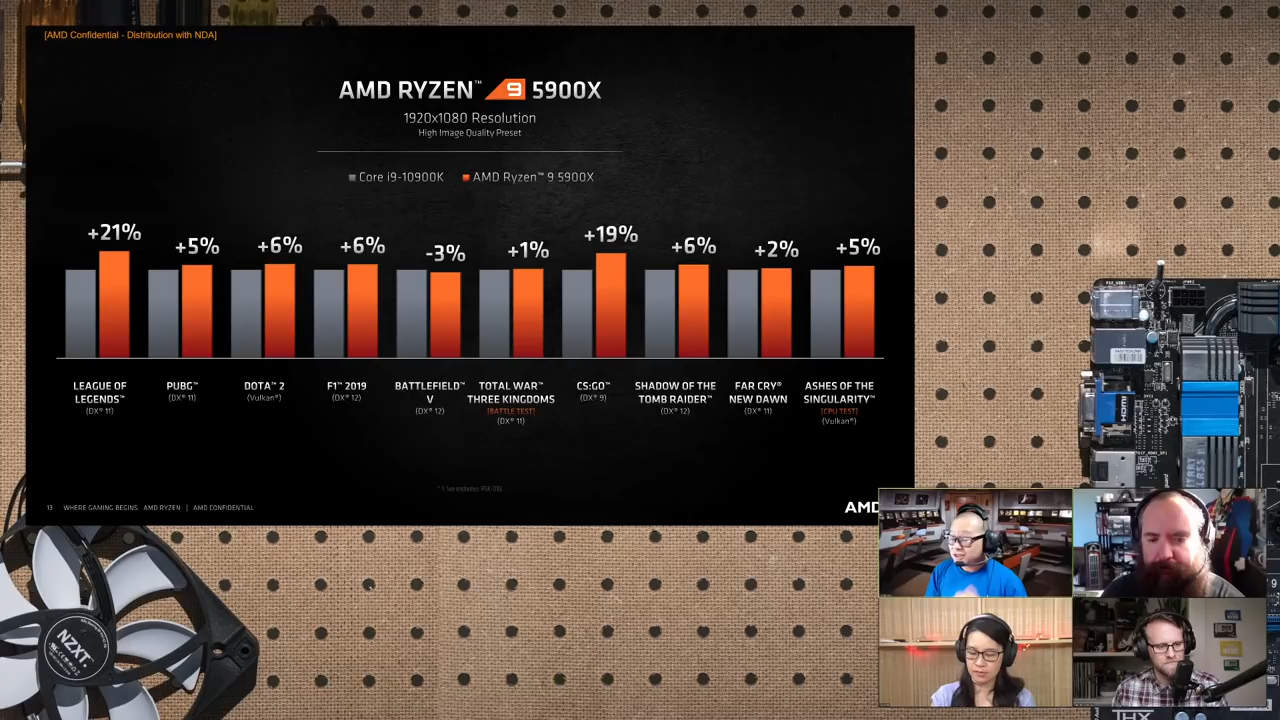 [AMD Confidential - Distribution with NDA]
AMD RYZEN™ 9 5900X
1920x1080 Resolution
High Image Quality Preset
Core i9-10900K AMD Ryzen™ 9 5900X
+21% +5% +6% +6% -3% +1% +19% +6% +2% +5%
LEAGUE OF LEGENDS™
(DX® 11)
PUBG™
(DX® 11)
DOTA™ 2
(Vulkan®)
F1™ 2019
(DX® 12)
BATTLEFIELD™ V
(DX® 12)
TOTAL WAR™
THREE KINGDOMS
[BATTLE TEST]
(DX® 11)
CS:GO™
(DX® 9)
SHADOW OF THE
TOMB RAIDER™
(DX® 12)
FAR CRY®
NEW DAWN
(DX® 11)
ASHES OF THE
SINGULARITY™
[CPU TEST]
(Vulkan®)
13 WHERE GAMING BEGINS: AMD RYZEN | AMD CONFIDENTIAL
AMD
HDMI
NZXT.